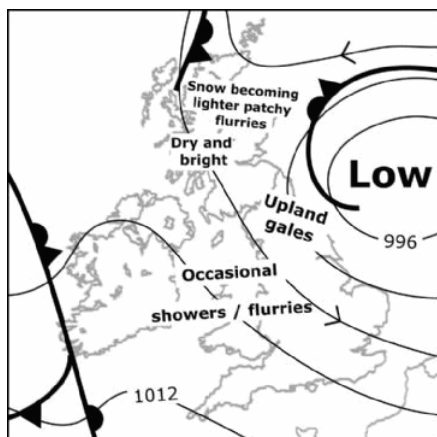 Snow becoming
lighter patchy
flurries
Dry and
bright
Low
Upland
gales
996
Occasional
showers / flurries
1012